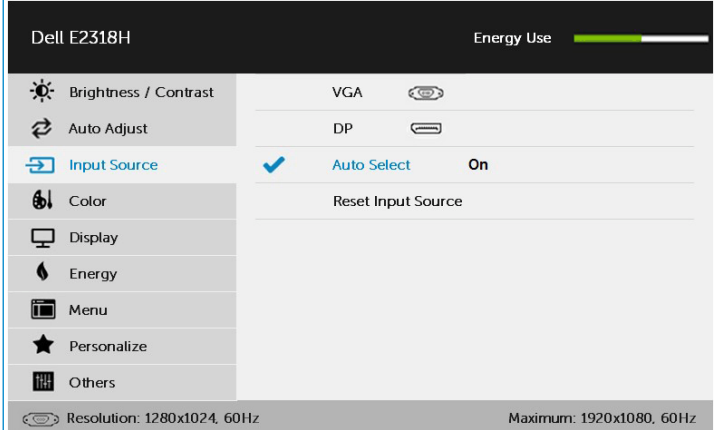 Dell E2318H
Energy Use
Brightness / Contrast
Auto Adjust
Input Source
Color
Display
Energy
Menu
Personalize
Others
VGA
DP
Auto Select On
Reset Input Source
Resolution: 1280x1024, 60Hz
Maximum: 1920x1080, 60Hz